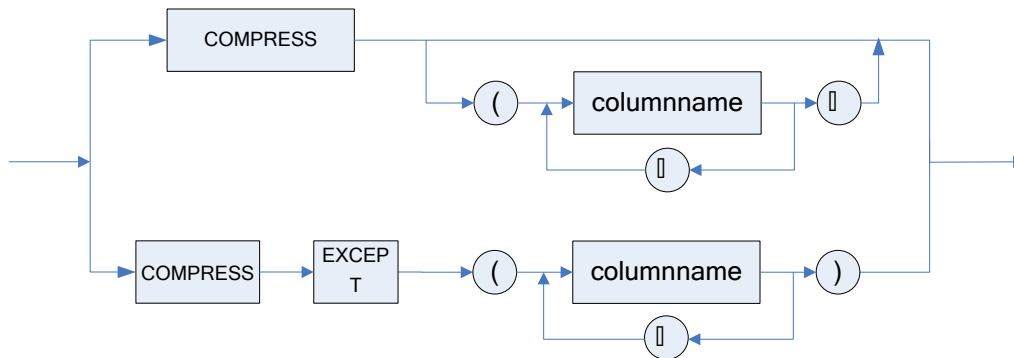 COMPRESS
( columnname
COMPRESS
EXCEP
T
( columnname )